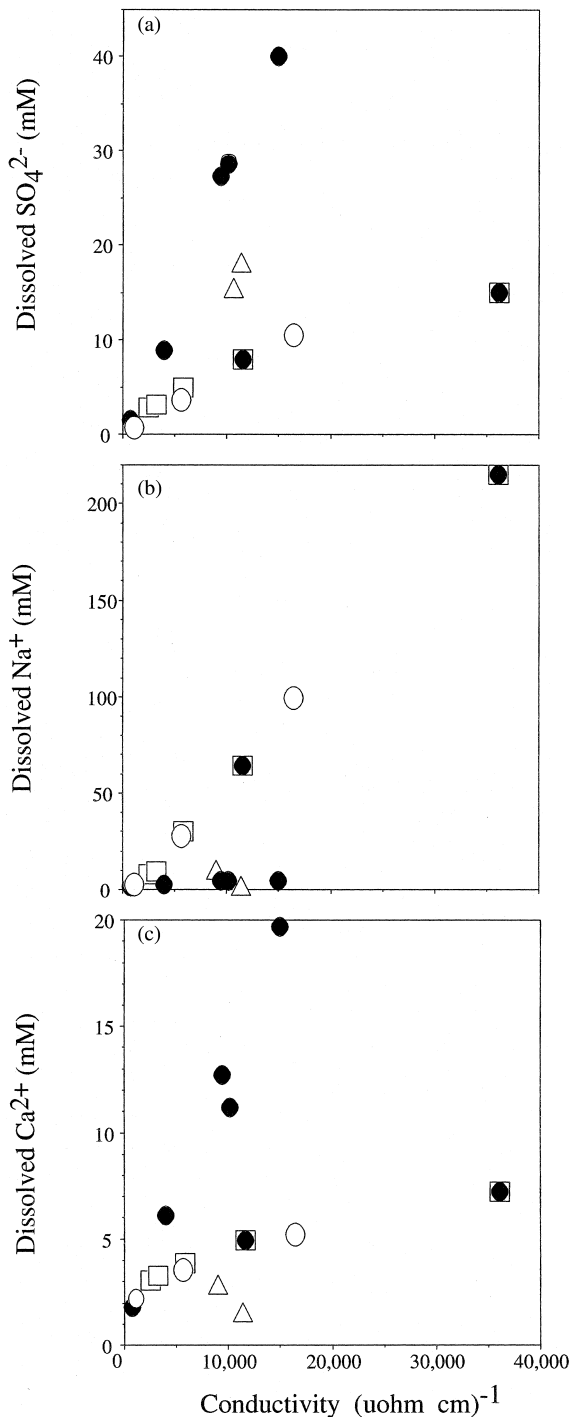 (a)
Dissolved SO4 2- (mM)
40
30
20
10
0
(b)
Dissolved Na+ (mM)
200
150
100
50
0
(c)
Dissolved Ca2+ (mM)
20
15
10
5
0
0 10,000 20,000 30,000 40,000
Conductivity (uohm cm)-1